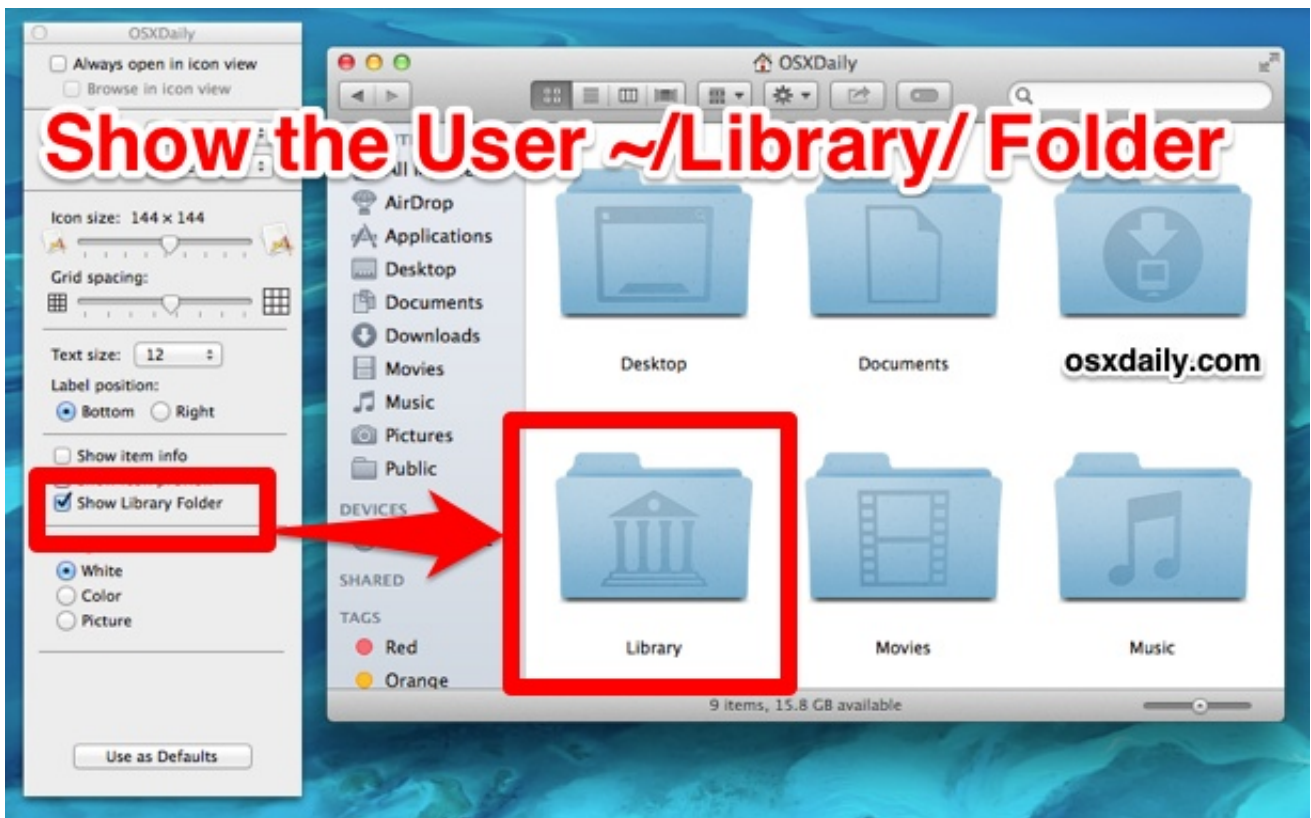 OSXDaily
Always open in icon view
Browse in icon view
Icon size: 144 × 144
Grid spacing:
Text size: 12
Label position:
Bottom Right
Show item info
Show Library Folder
White
Color
Picture
Use as Defaults
Show the User ~/Library/ Folder
OSXDaily
AirDrop
Applications
Desktop
Documents
Downloads
Movies
Music
Pictures
Public
DEVICES
SHARED
TAGS
Red
Orange
Desktop
Documents
osxdaily.com
Library
Movies
Music
9 items, 15.8 GB available